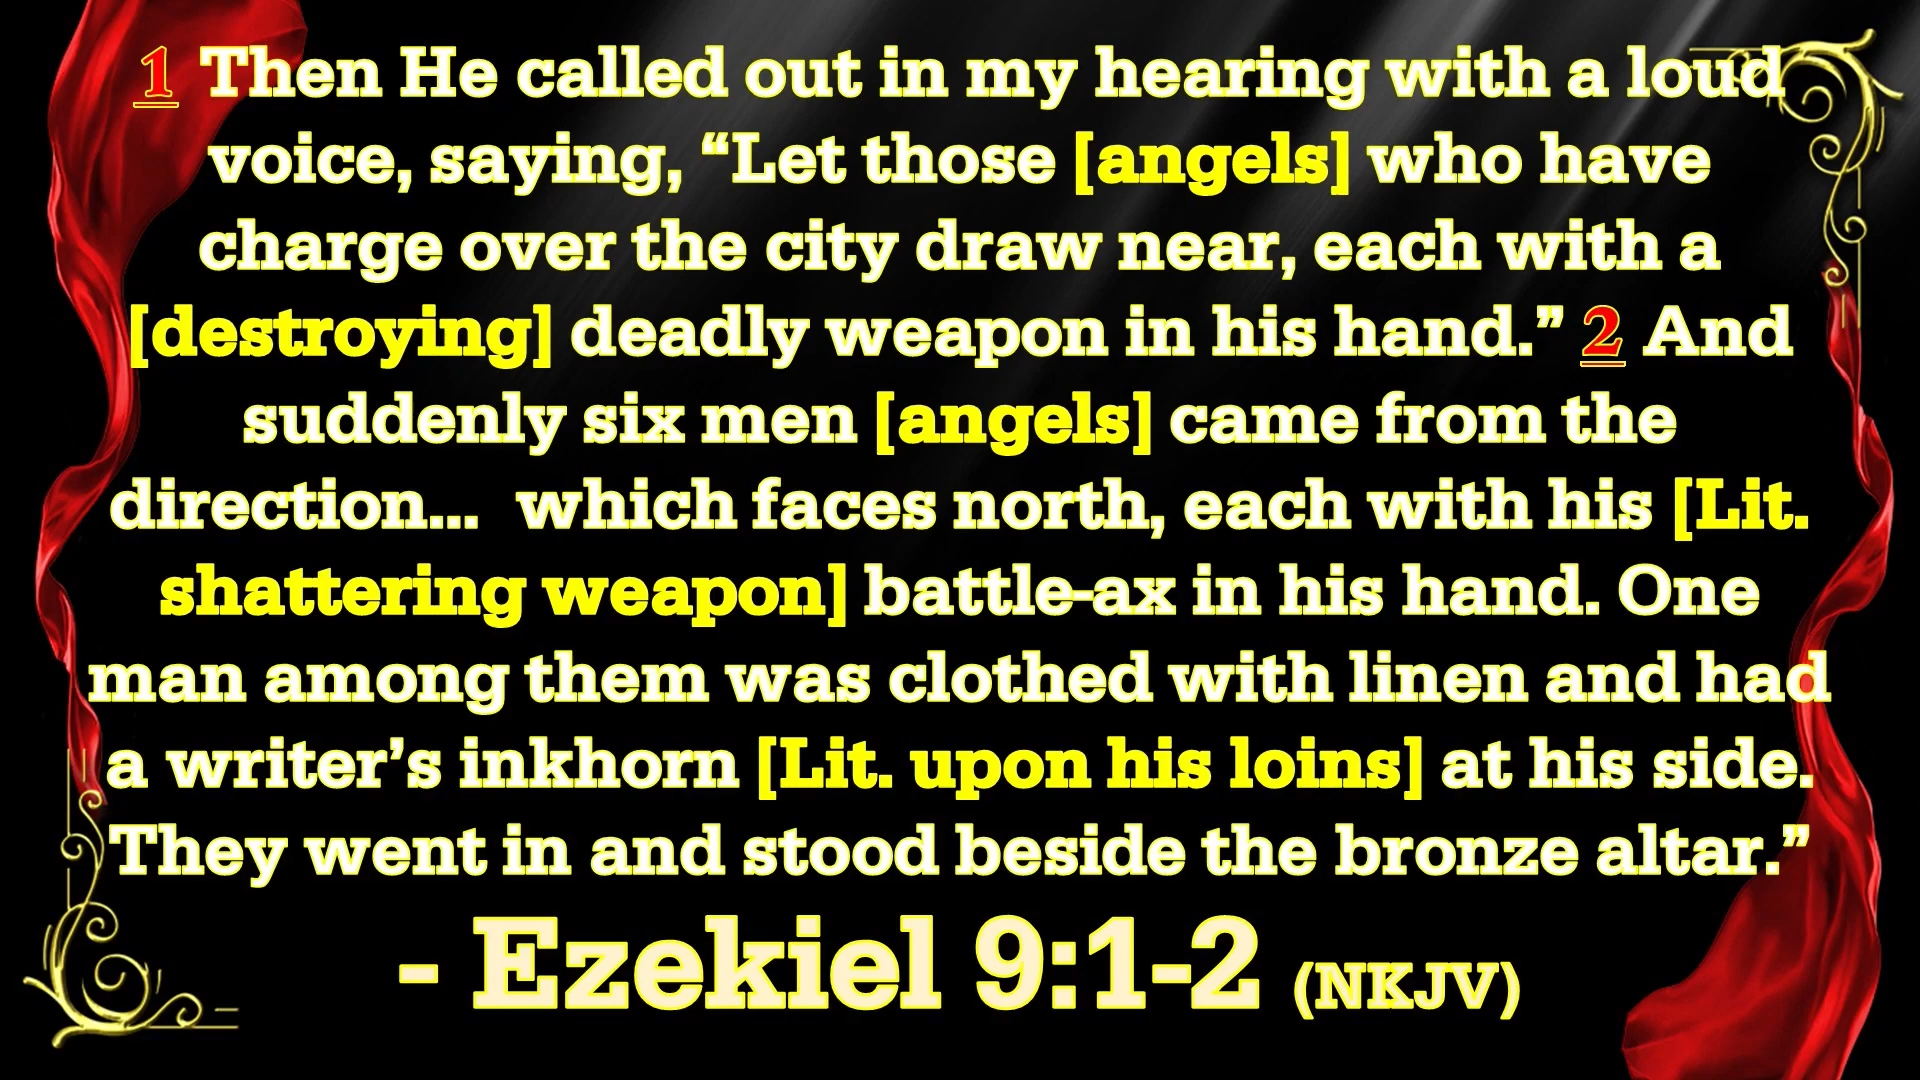 1 Then He called out in my hearing with a loud
voice, saying, “Let those [angels] who have
charge over the city draw near, each with a
[destroying] deadly weapon in his hand.” 2 And
suddenly six men [angels] came from the
direction...  which faces north, each with his [Lit.
shattering weapon] battle-ax in his hand. One
man among them was clothed with linen and had
a writer’s inkhorn [Lit. upon his loins] at his side.
They went in and stood beside the bronze altar.”
- Ezekiel 9:1-2 (NKJV)